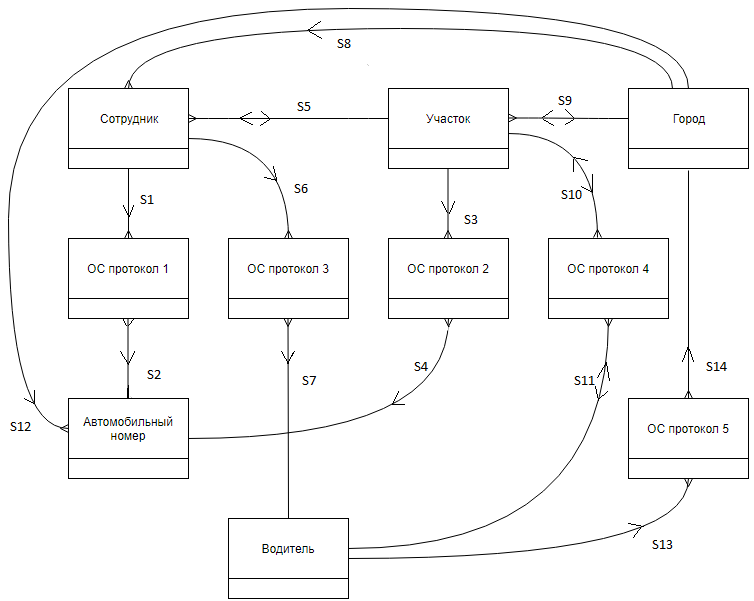 S8
S5
S9
Сотрудник
Участок
Город
S1
S6
S3
S10
ОС протокол 1
ОС протокол 3
ОС протокол 2
ОС протокол 4
S2
S7
S4
S11
S14
S12
Автомобильный
номер
ОС протокол 5
Водитель
S13